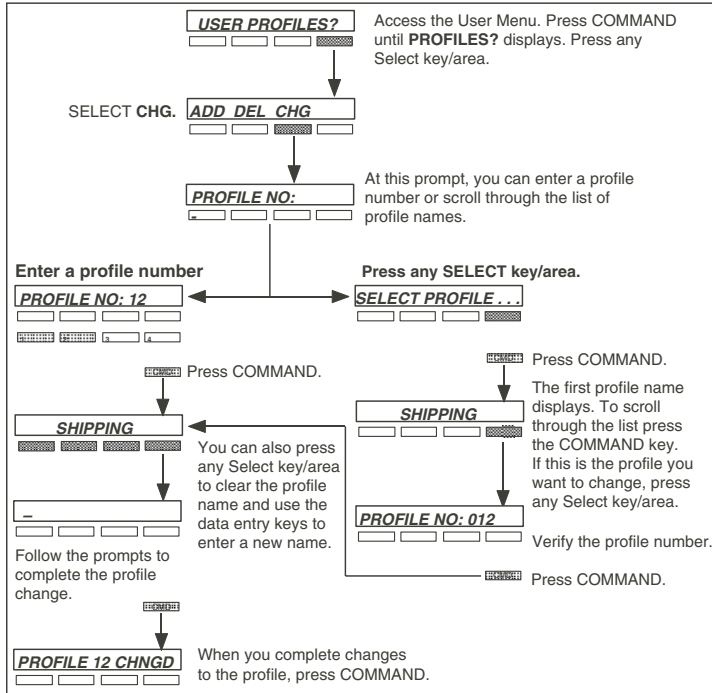 USER PROFILES?
Access the User Menu. Press COMMAND
until PROFILES? displays. Press any
Select key/area.
SELECT CHG.
ADD DEL CHG
PROFILE NO:
-
At this prompt, you can enter a profile
number or scroll through the list of
profile names.
Enter a profile number
PROFILE NO: 12
1 2 3 4
Press any SELECT key/area.
SELECT PROFILE . . .
CMD Press COMMAND.
SHIPPING
You can also press
any Select key/area
to clear the profile
name and use the
data entry keys to
enter a new name.
CMD Press COMMAND.
The first profile name
displays. To scroll
through the list press
the COMMAND key.
If this is the profile you
want to change, press
any Select key/area.
SHIPPING
PROFILE NO: 012
Verify the profile number.
CMD Press COMMAND.
_
Follow the prompts to
complete the profile
change.
CMD
PROFILE 12 CHNGD
When you complete changes
to the profile, press COMMAND.